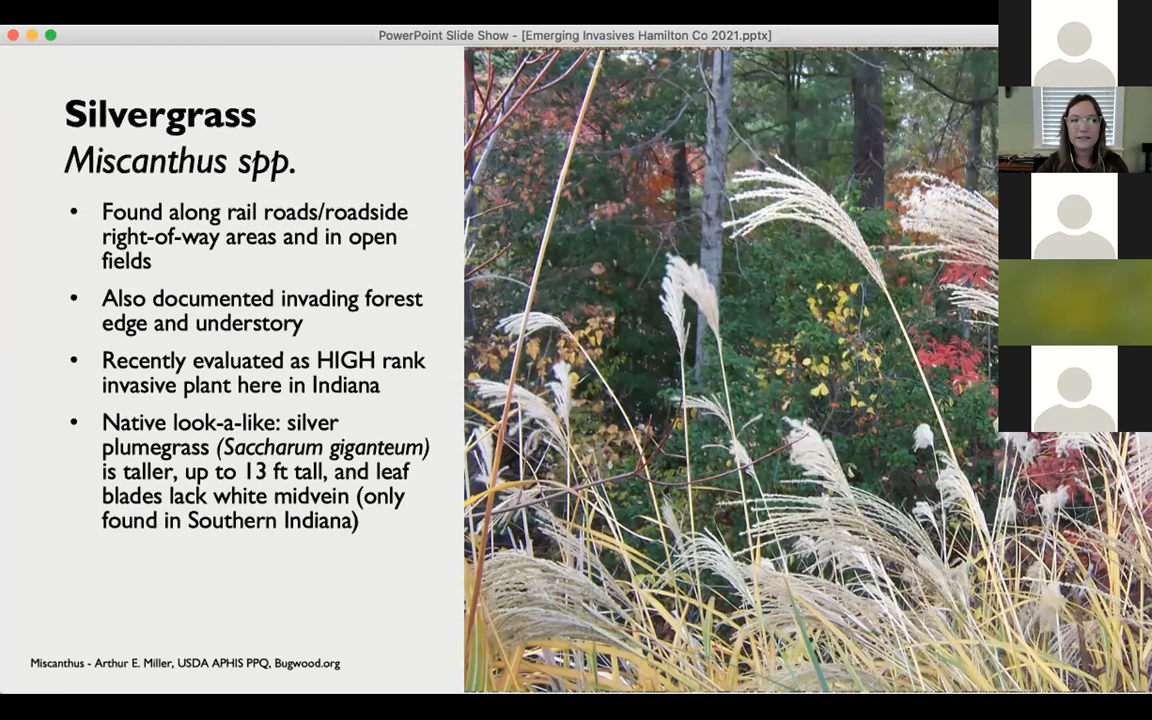 PowerPoint Slide Show - [Emerging Invasives Hamilton Co 2021.pptx]
Silvergrass
Miscanthus spp.
• Found along rail roads/roadside
right-of-way areas and in open
fields
• Also documented invading forest
edge and understory
• Recently evaluated as HIGH rank
invasive plant here in Indiana
• Native look-a-like: silver
plumegrass (Saccharum giganteum)
is taller, up to 13 ft tall, and leaf
blades lack white midvein (only
found in Southern Indiana)
Miscanthus - Arthur E. Miller, USDA APHIS PPQ, Bugwood.org